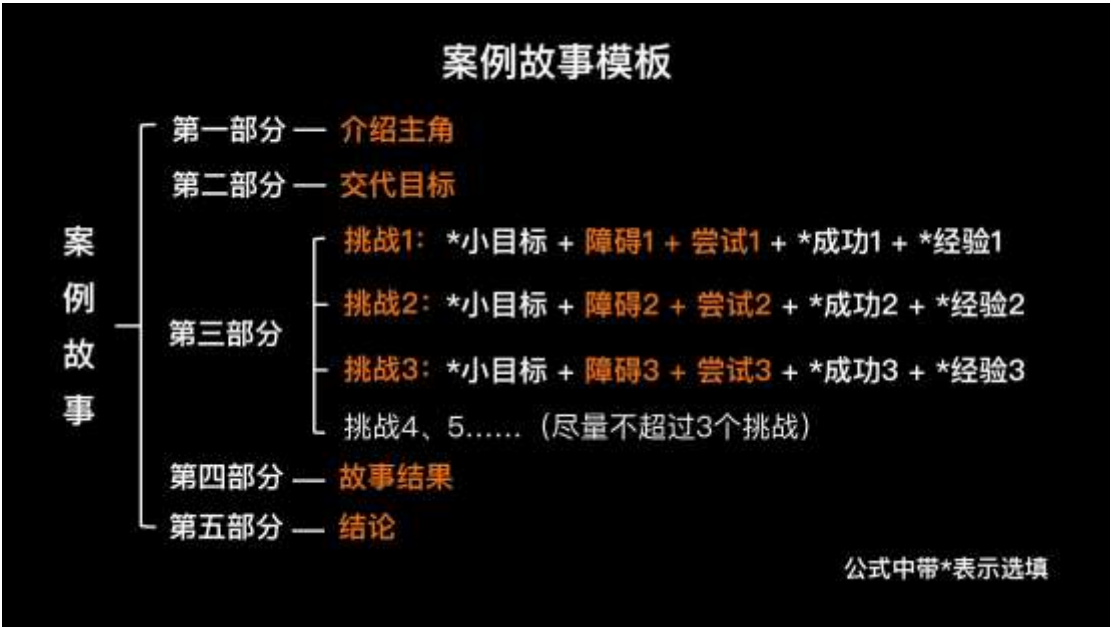 案例故事模板
案例故事
第一部分 — 介绍主角
第二部分 — 交代目标
第三部分
挑战1：*小目标 + 障碍1 + 尝试1 + *成功1 + *经验1
挑战2：*小目标 + 障碍2 + 尝试2 + *成功2 + *经验2
挑战3：*小目标 + 障碍3 + 尝试3 + *成功3 + *经验3
挑战4、5……（尽量不超过3个挑战）
第四部分 — 故事结果
第五部分 — 结论
公式中带*表示选填